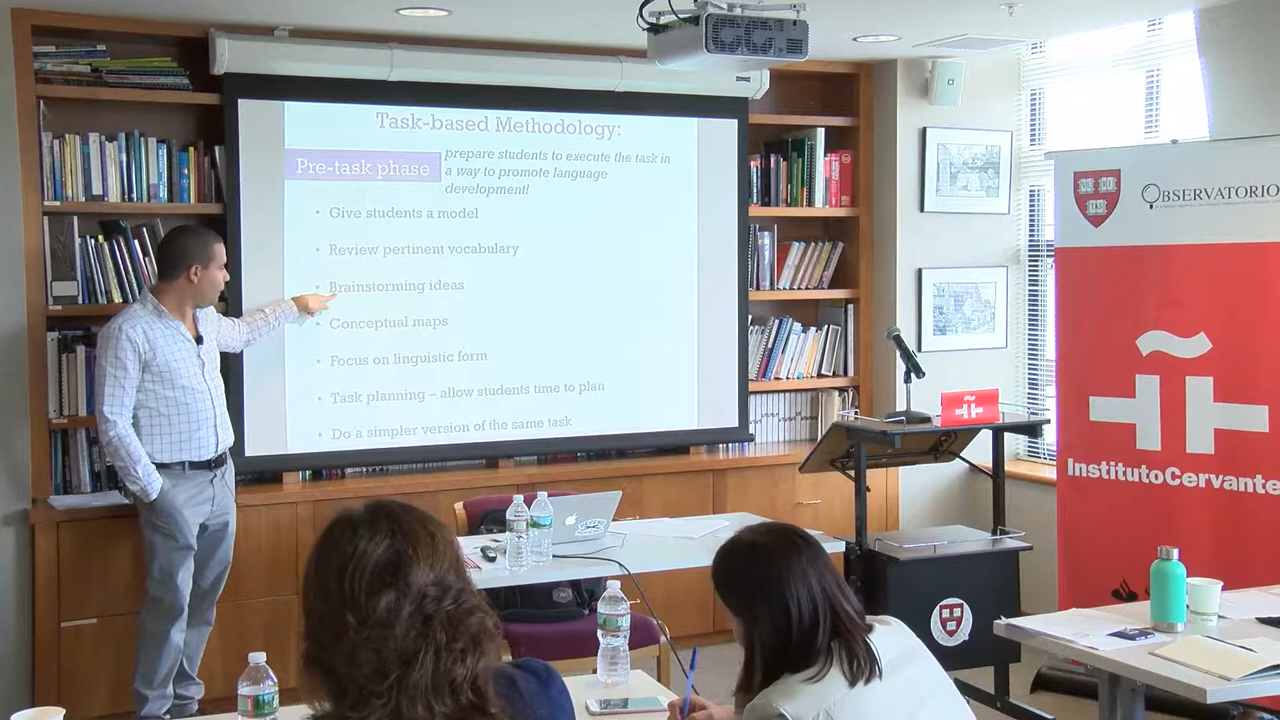 Task-based Methodology:
Pre-task phase
prepare students to execute the task in
a way to promote language
development!
• Give students a model
• Review pertinent vocabulary
• Brainstorming ideas
• Conceptual maps
• Focus on linguistic form
• Task planning – allow students time to plan
• Do a simpler version of the same task
OBSERVATORIO
InstitutoCervante